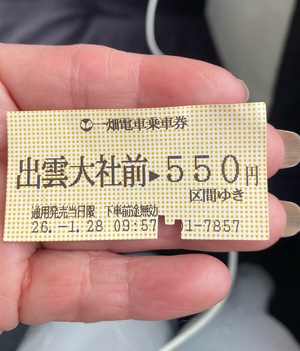 一畑電車乗車券
出雲大社前▶550円
区間ゆき
通用発売当日限 下車前途無効
26.-1.28 09:57 01-7857